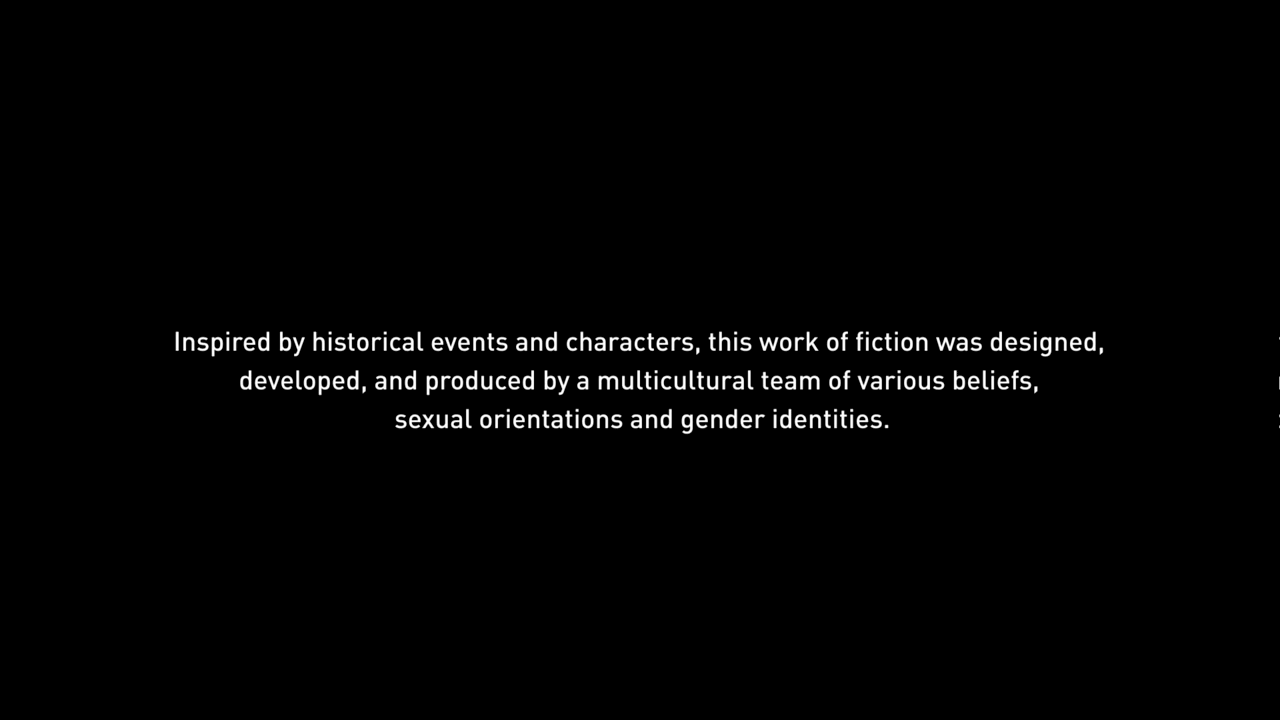 Inspired by historical events and characters, this work of fiction was designed,
developed, and produced by a multicultural team of various beliefs,
sexual orientations and gender identities.